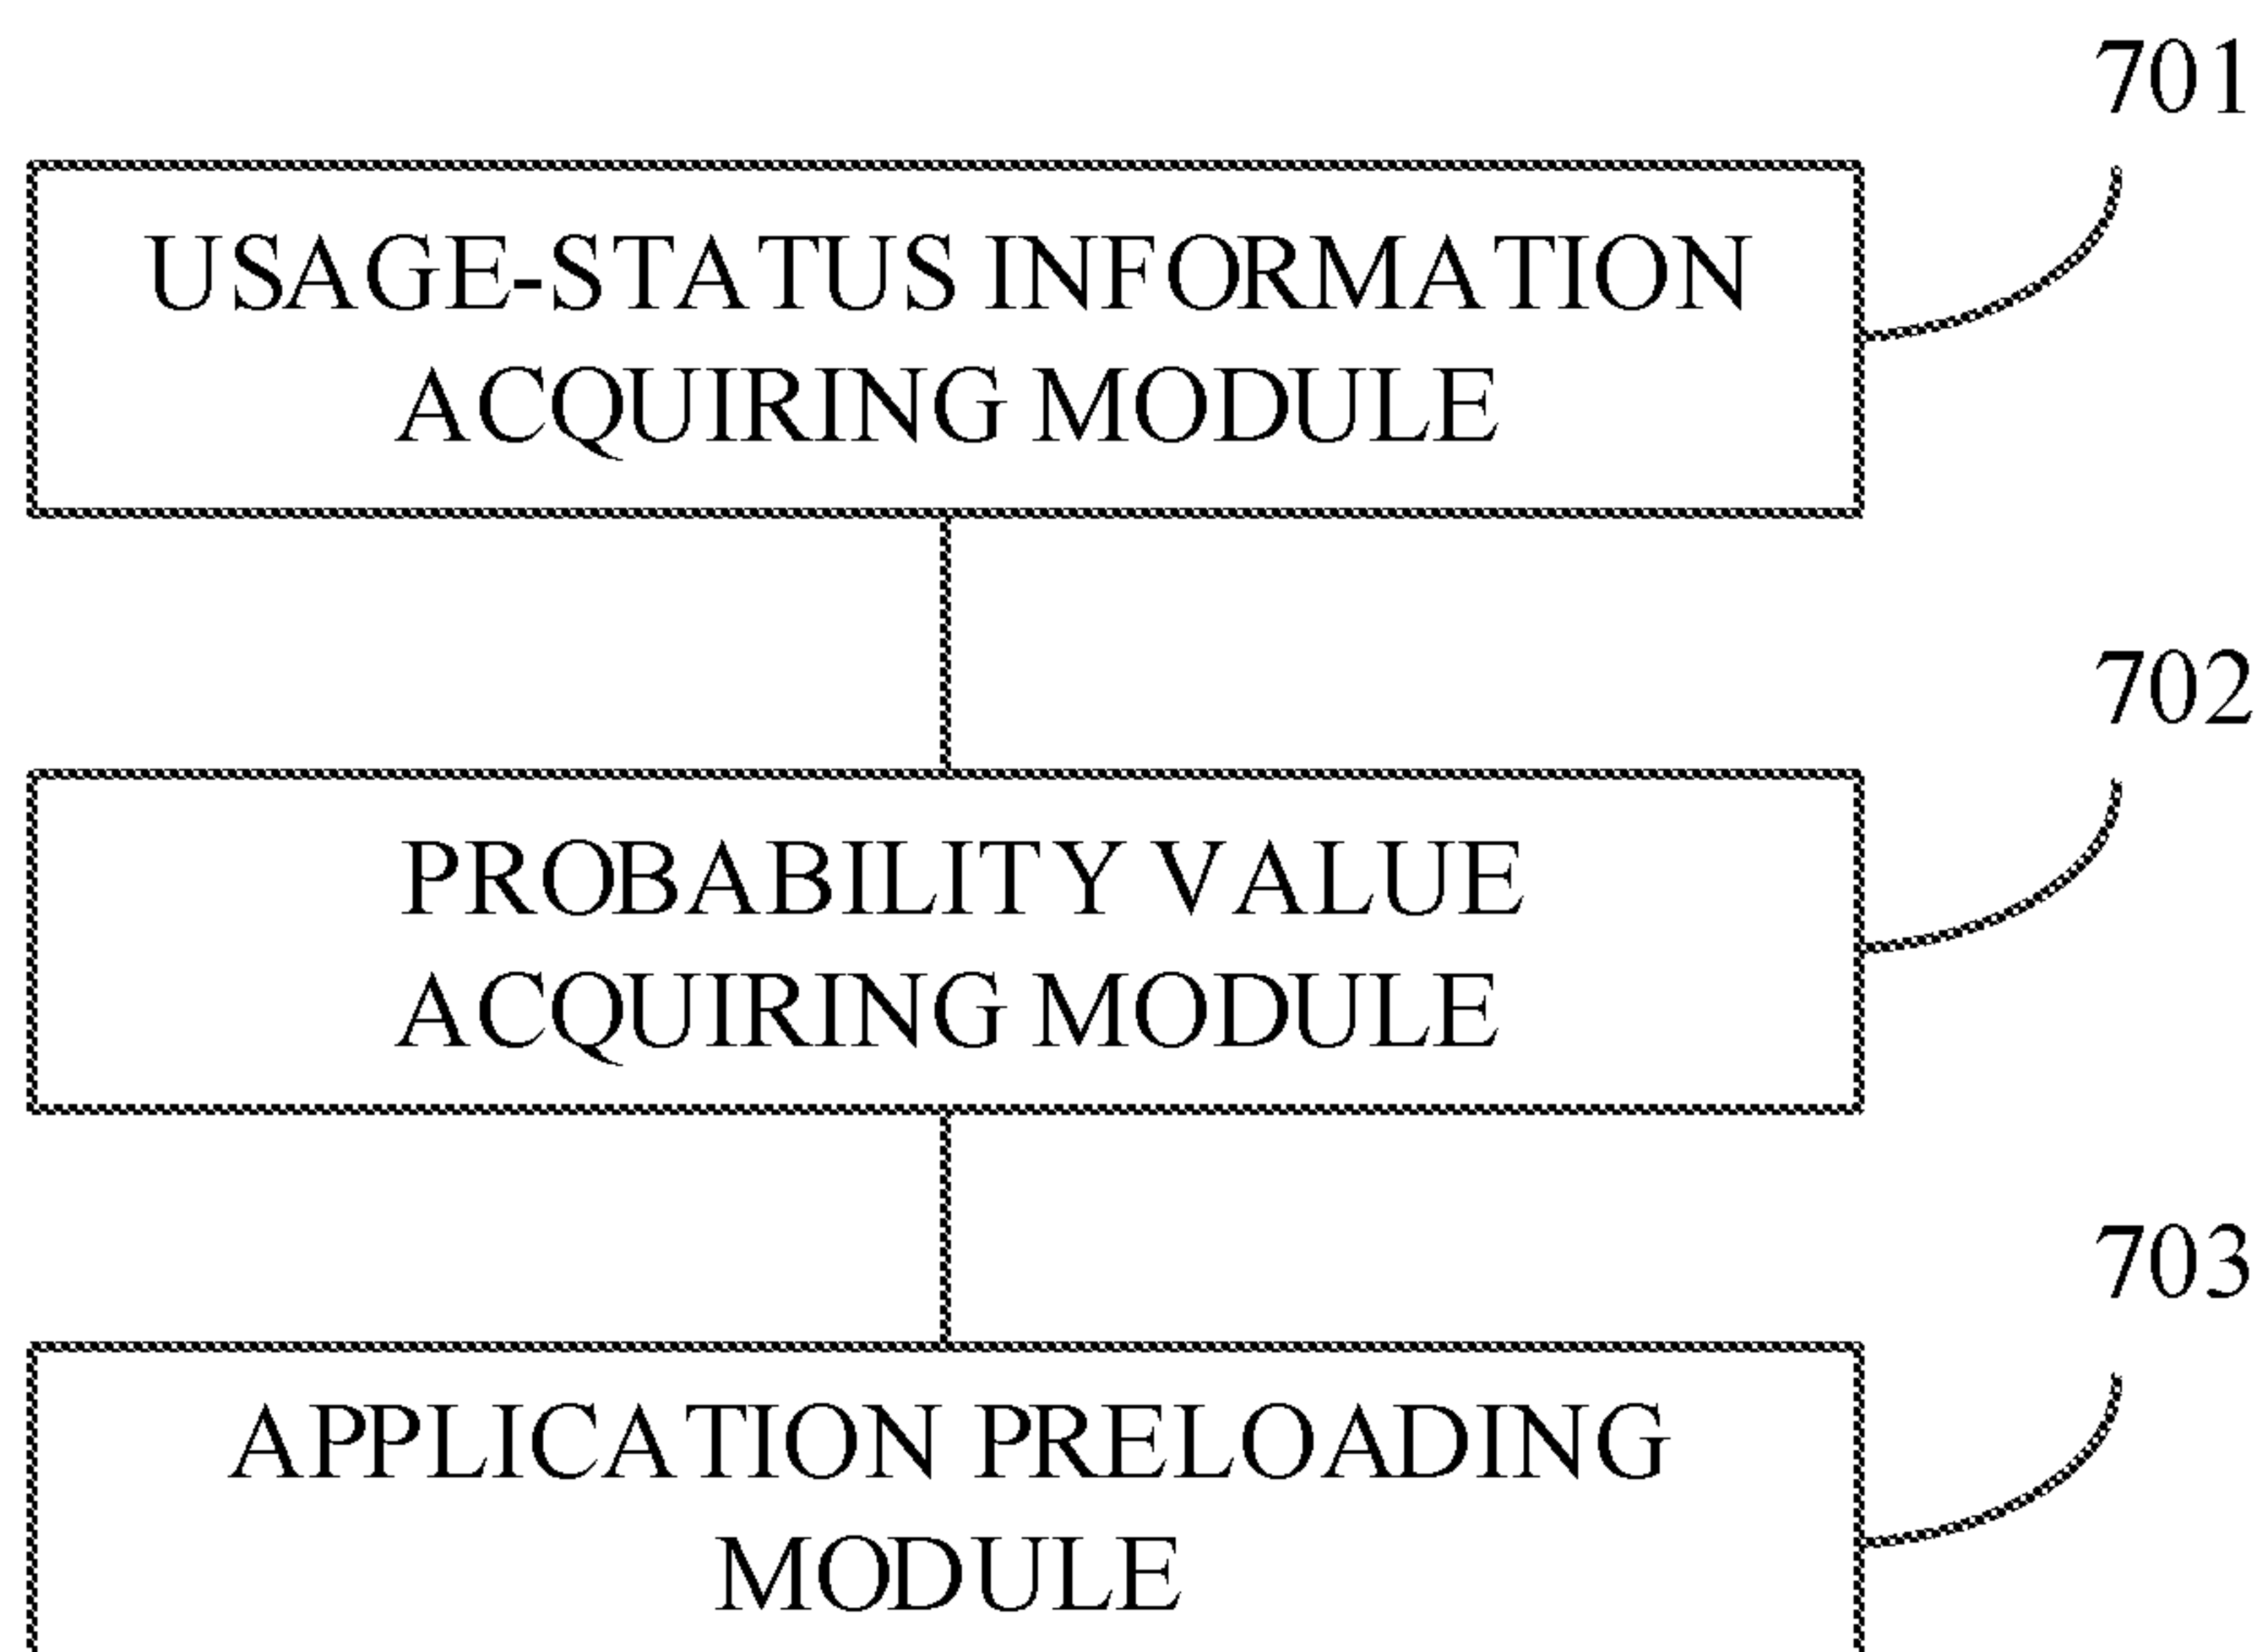 701
USAGE-STATUS INFORMATION
ACQUIRING MODULE
702
PROBABILITY VALUE
ACQUIRING MODULE
703
APPLICATION PRELOADING
MODULE